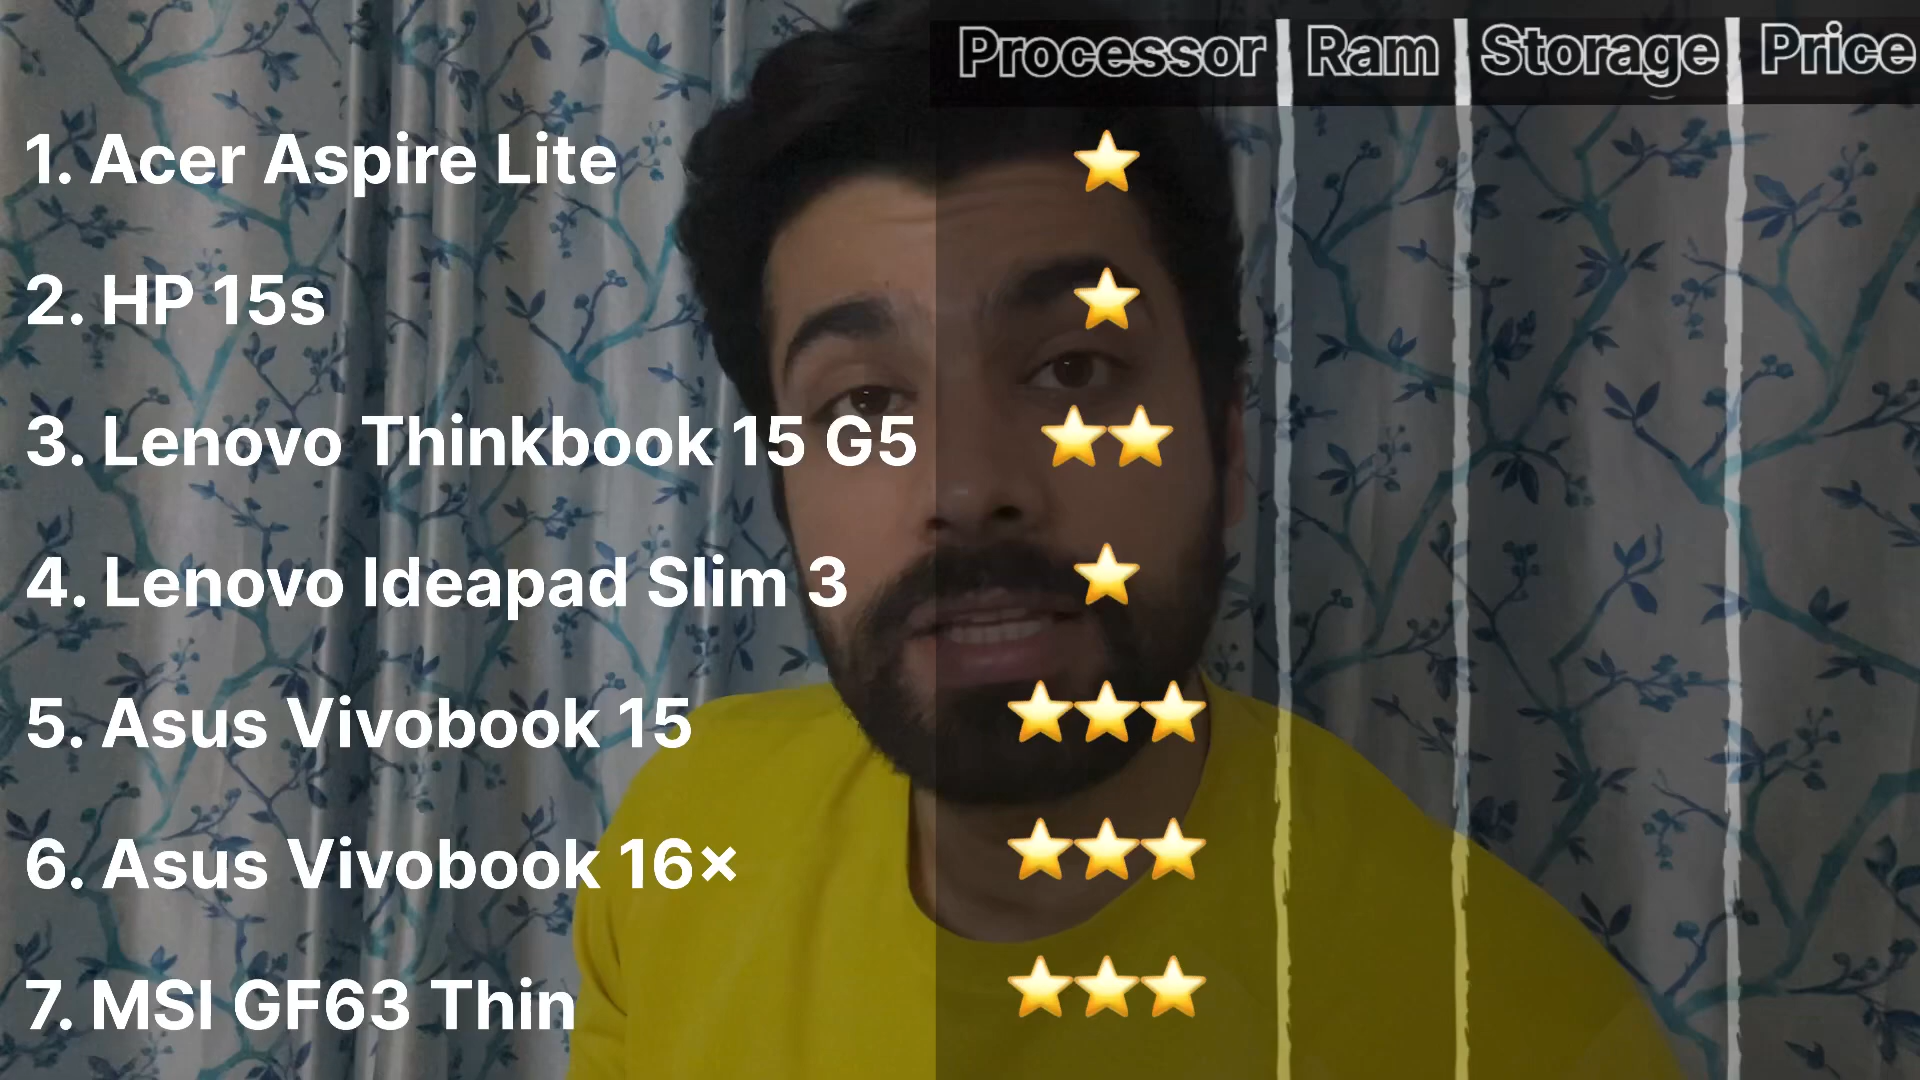 Processor Ram Storage Price
1. Acer Aspire Lite ⭐
2. HP 15s ⭐
3. Lenovo Thinkbook 15 G5 ⭐⭐
4. Lenovo Ideapad Slim 3 ⭐
5. Asus Vivobook 15 ⭐⭐⭐
6. Asus Vivobook 16× ⭐⭐⭐
7. MSI GF63 Thin ⭐⭐⭐